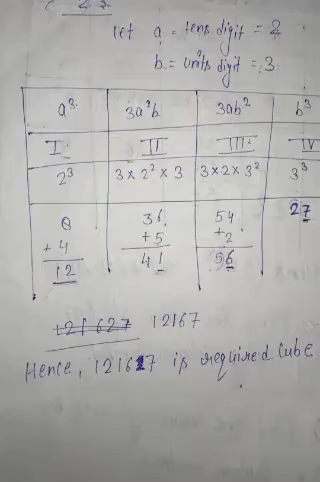 23
let a = tens digit = 2
b = units digit = 3
a³ 3a²b 3ab² b³
I II III IV
2³ 3×2²×3 3×2×3² 3³
8 36 54 27
+4 +5 +2
12 41 56
121627 12167
Hence, 12167 is required cube